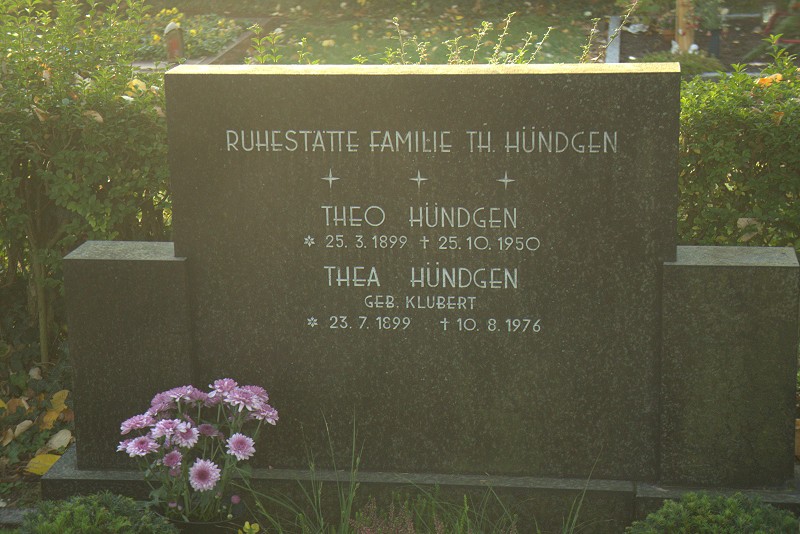 RUHESTÄTTE FAMILIE TH. HÜNDGEN
THEO HÜNDGEN
* 25. 3. 1899 † 25. 10. 1950
THEA HÜNDGEN
GEB. KLUBERT
* 23. 7. 1899 † 10. 8. 1976